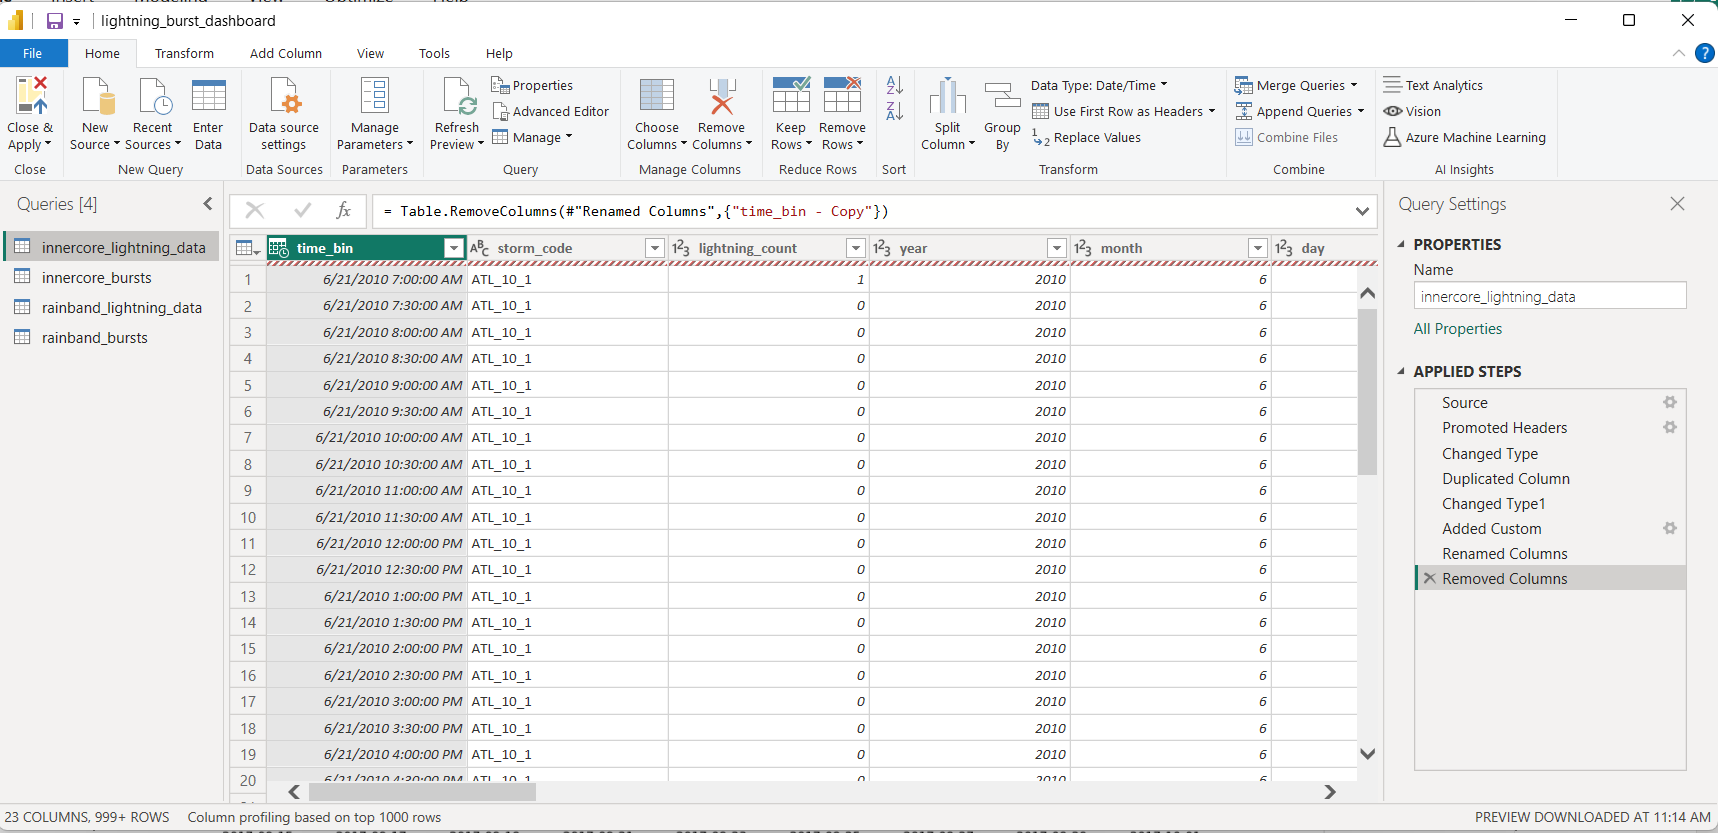 lightning_burst_dashboard
File Home Transform Add Column View Tools Help
Close & Apply
Close
New Source
Recent Sources
Enter Data
New Query
Data source settings
Data Sources
Manage Parameters
Parameters
Refresh Preview
Properties
Advanced Editor
Manage
Query
Choose Columns
Remove Columns
Manage Columns
Keep Rows
Remove Rows
Reduce Rows
Sort
Split Column
Group By
Data Type: Date/Time
Use First Row as Headers
Replace Values
Transform
Merge Queries
Append Queries
Combine Files
Combine
Text Analytics
Vision
Azure Machine Learning
AI Insights
Queries [4]
innercore_lightning_data
innercore_bursts
rainband_lightning_data
rainband_bursts
= Table.RemoveColumns(#"Renamed Columns",{"time_bin - Copy"})
time_bin storm_code lightning_count year month day
1 6/21/2010 7:00:00 AM ATL_10_1 1 2010 6
2 6/21/2010 7:30:00 AM ATL_10_1 0 2010 6
3 6/21/2010 8:00:00 AM ATL_10_1 0 2010 6
4 6/21/2010 8:30:00 AM ATL_10_1 0 2010 6
5 6/21/2010 9:00:00 AM ATL_10_1 0 2010 6
6 6/21/2010 9:30:00 AM ATL_10_1 0 2010 6
7 6/21/2010 10:00:00 AM ATL_10_1 0 2010 6
8 6/21/2010 10:30:00 AM ATL_10_1 0 2010 6
9 6/21/2010 11:00:00 AM ATL_10_1 0 2010 6
10 6/21/2010 11:30:00 AM ATL_10_1 0 2010 6
11 6/21/2010 12:00:00 PM ATL_10_1 0 2010 6
12 6/21/2010 12:30:00 PM ATL_10_1 0 2010 6
13 6/21/2010 1:00:00 PM ATL_10_1 0 2010 6
14 6/21/2010 1:30:00 PM ATL_10_1 0 2010 6
15 6/21/2010 2:00:00 PM ATL_10_1 0 2010 6
16 6/21/2010 2:30:00 PM ATL_10_1 0 2010 6
17 6/21/2010 3:00:00 PM ATL_10_1 0 2010 6
18 6/21/2010 3:30:00 PM ATL_10_1 0 2010 6
19 6/21/2010 4:00:00 PM ATL_10_1 0 2010 6
20 6/21/2010 4:30:00 PM ATL_10_1 0 2010 6
Query Settings
PROPERTIES
Name
innercore_lightning_data
All Properties
APPLIED STEPS
Source
Promoted Headers
Changed Type
Duplicated Column
Changed Type1
Added Custom
Renamed Columns
Removed Columns
23 COLUMNS, 999+ ROWS Column profiling based on top 1000 rows
PREVIEW DOWNLOADED AT 11:14 AM